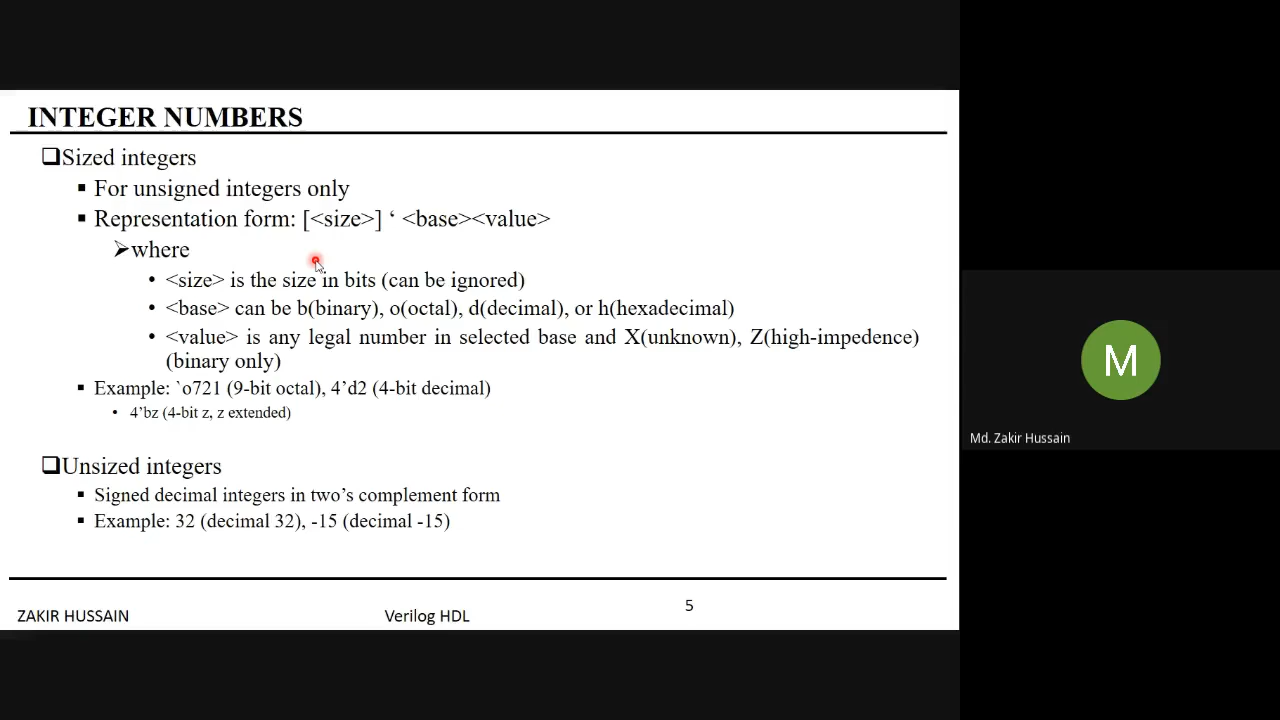 INTEGER NUMBERS
❑Sized integers
▪ For unsigned integers only
▪ Representation form: [<size>] ‘ <base><value>
➢where
• <size> is the size in bits (can be ignored)
• <base> can be b(binary), o(octal), d(decimal), or h(hexadecimal)
• <value> is any legal number in selected base and X(unknown), Z(high-impedence)
(binary only)
▪ Example: `o721 (9-bit octal), 4’d2 (4-bit decimal)
• 4’bz (4-bit z, z extended)
❑Unsized integers
▪ Signed decimal integers in two’s complement form
▪ Example: 32 (decimal 32), -15 (decimal -15)
ZAKIR HUSSAIN
Verilog HDL
5
M
Md. Zakir Hussain